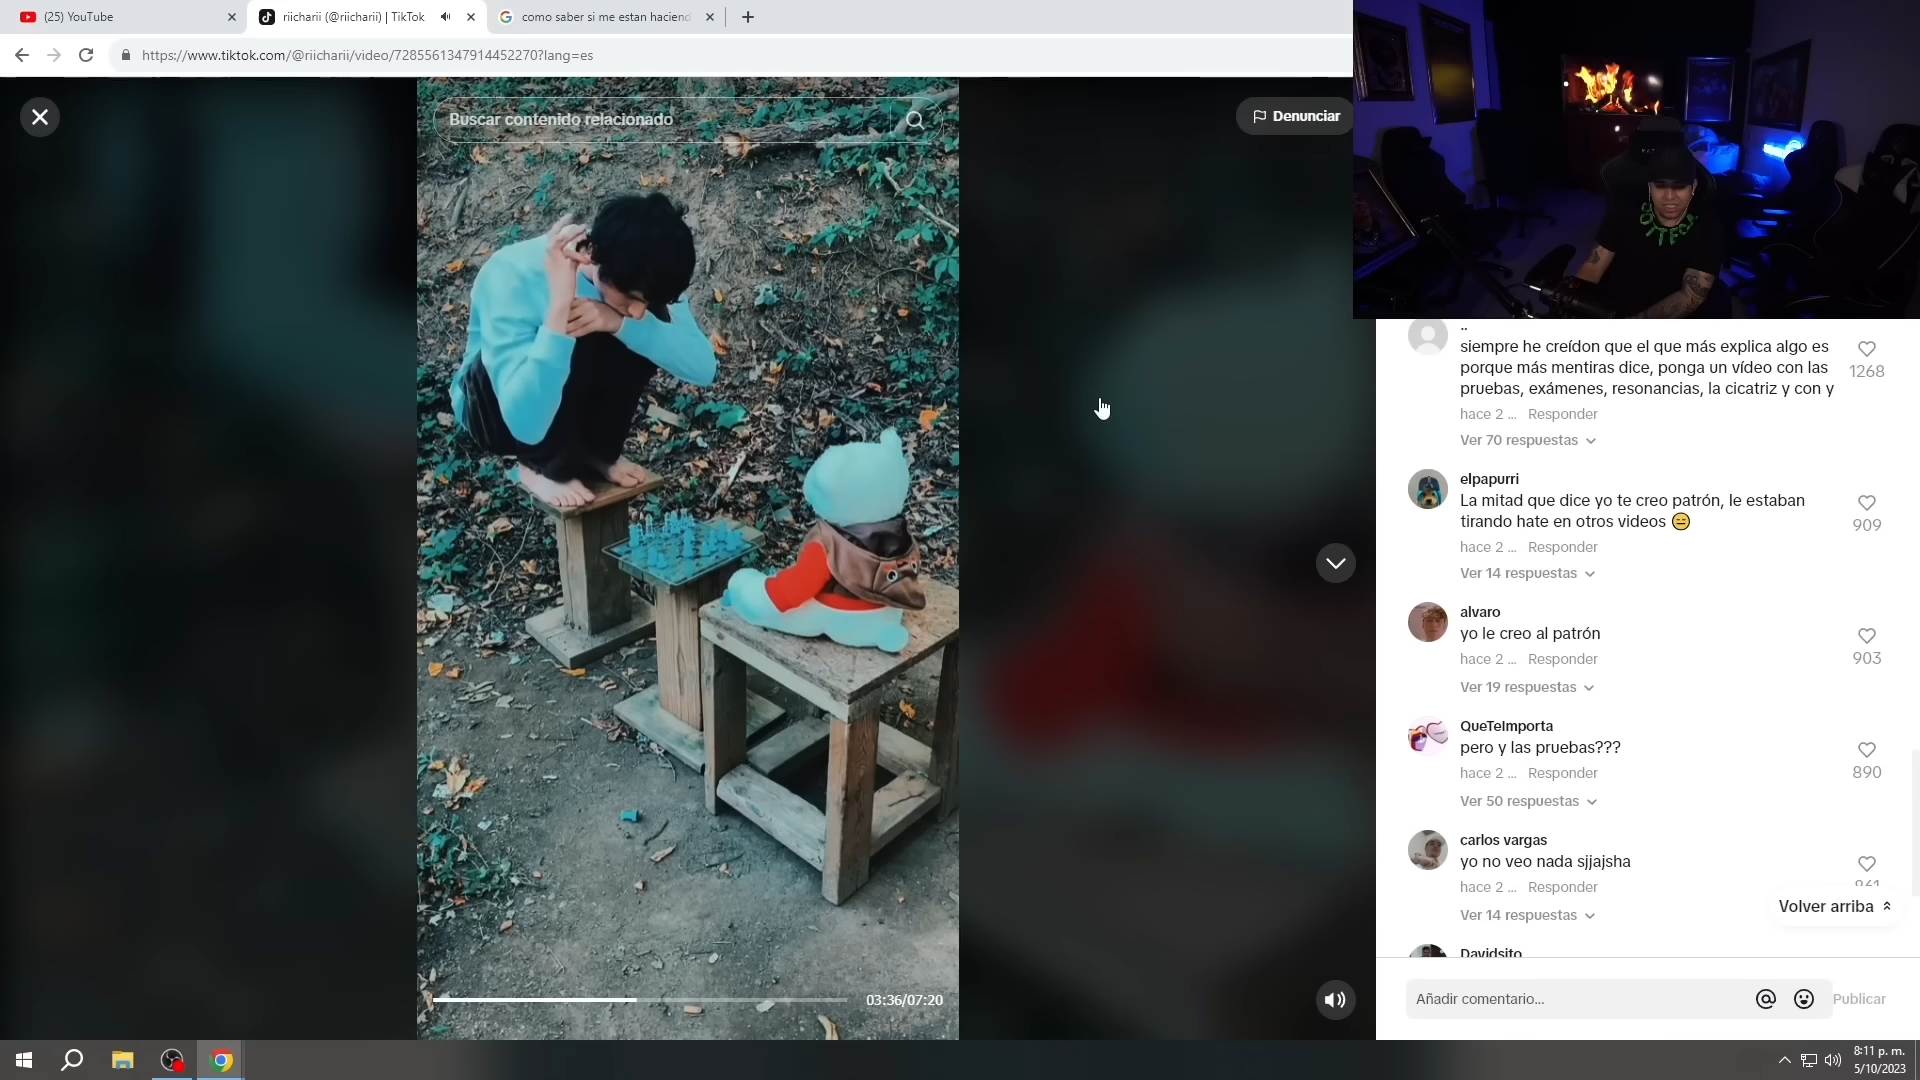 (25) YouTube
riicharii (@riicharii) | TikTok
como saber si me estan haciend
https://www.tiktok.com/@riicharii/video/7285561347914452270?lang=es
Buscar contenido relacionado
Denunciar
03:36/07:20
..
siempre he creídon que el que más explica algo es
porque más mentiras dice, ponga un vídeo con las
pruebas, exámenes, resonancias, la cicatriz y con y
1268
hace 2 ... Responder
Ver 70 respuestas
elpapurri
La mitad que dice yo te creo patrón, le estaban
tirando hate en otros videos
909
hace 2 ... Responder
Ver 14 respuestas
alvaro
yo le creo al patrón
903
hace 2 ... Responder
Ver 19 respuestas
QueTeImporta
pero y las pruebas???
890
hace 2 ... Responder
Ver 50 respuestas
carlos vargas
yo no veo nada sjjajsha
hace 2 ... Responder
Ver 14 respuestas
Volver arriba
Davidsito
Añadir comentario...
Publicar
8:11 p. m.
5/10/2023